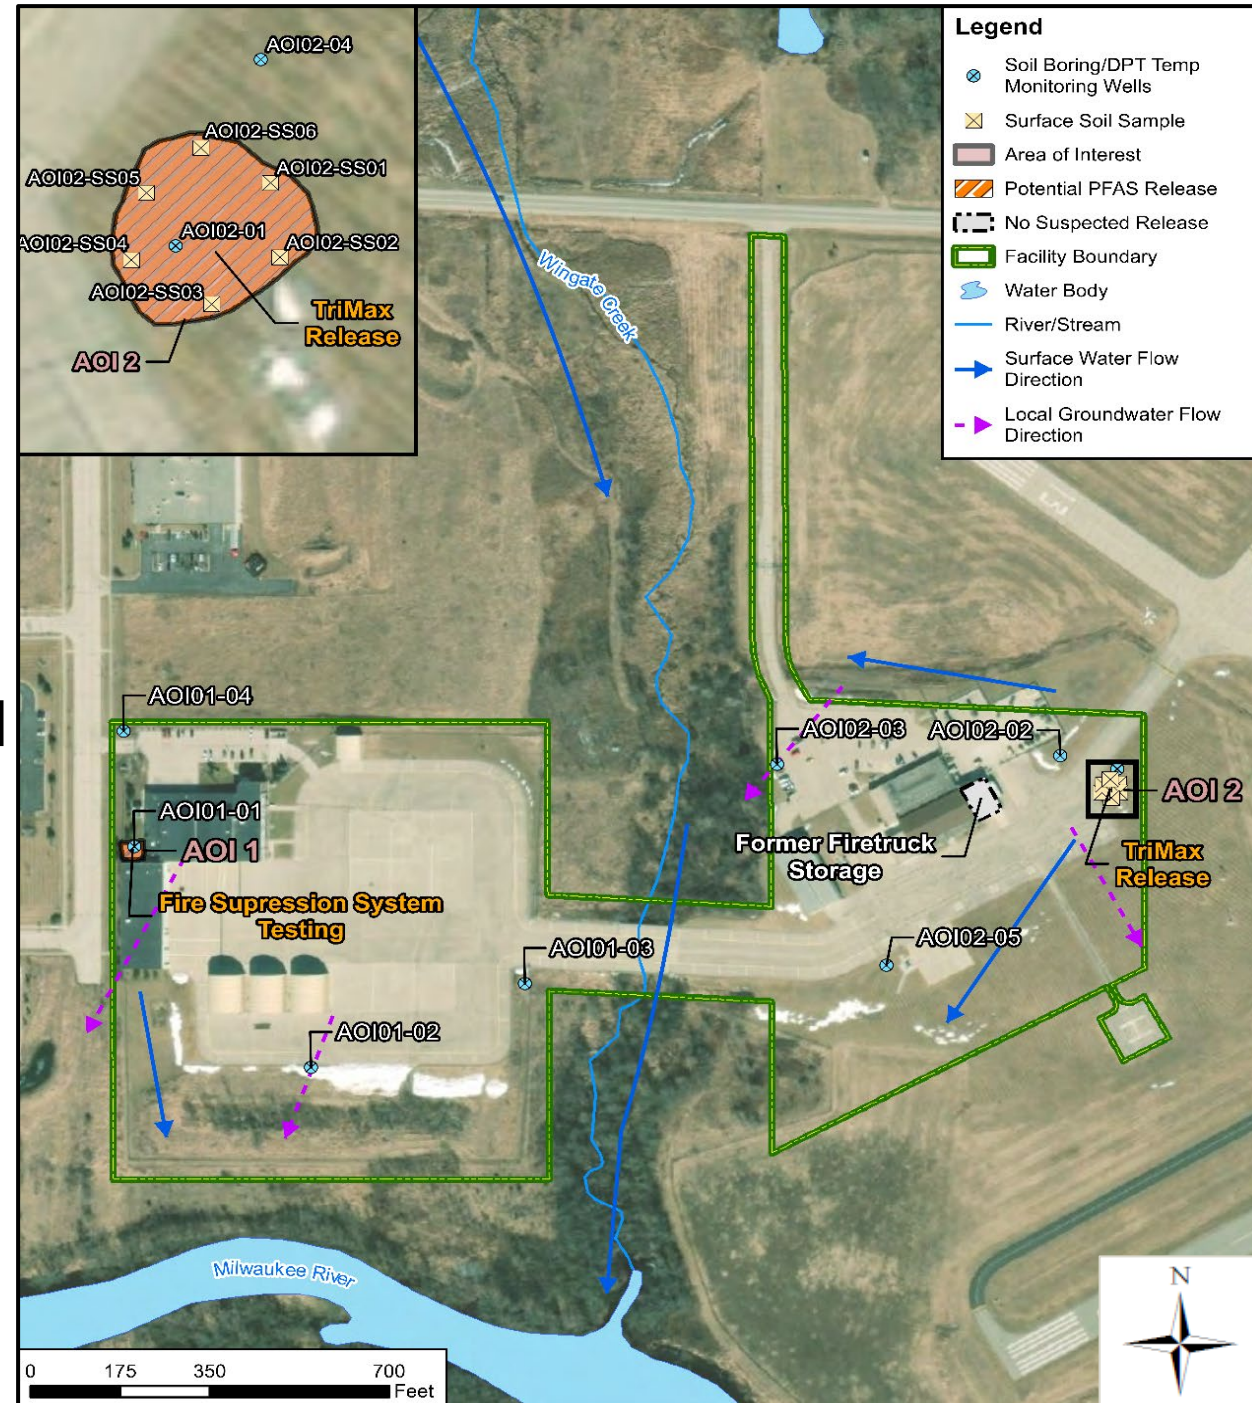 AOI02-04
AOI02-SS06
AOI02-SS01
AOI02-SS05
AOI02-01
AOI02-SS04
AOI02-SS02
AOI02-SS03
TriMax
Release
AOI 2
Legend
Soil Boring/DPT Temp
Monitoring Wells
Surface Soil Sample
Area of Interest
Potential PFAS Release
No Suspected Release
Facility Boundary
Water Body
River/Stream
Surface Water Flow
Direction
Local Groundwater Flow
Direction
Wingate Creek
AOI01-04
AOI02-03
AOI02-02
AOI01-01
AOI 1
AOI 2
Former Firetruck
Storage
TriMax
Release
Fire Supression System
Testing
AOI01-03
AOI02-05
AOI01-02
Milwaukee River
N
0 175 350 700
Feet